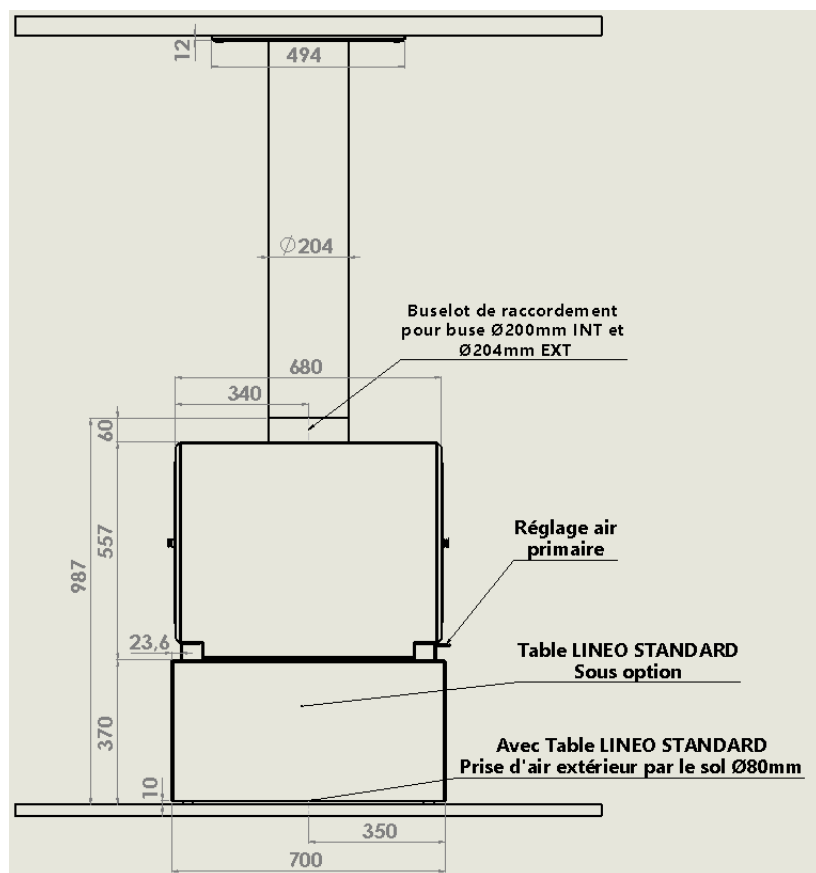 12
494
Ø204
Buselot de raccordement
pour buse Ø200mm INT et
Ø204mm EXT
680
340
60
557
987
Réglage air
primaire
23,6
Table LINEO STANDARD
Sous option
370
Avec Table LINEO STANDARD
Prise d'air extérieur par le sol Ø80mm
10
350
700